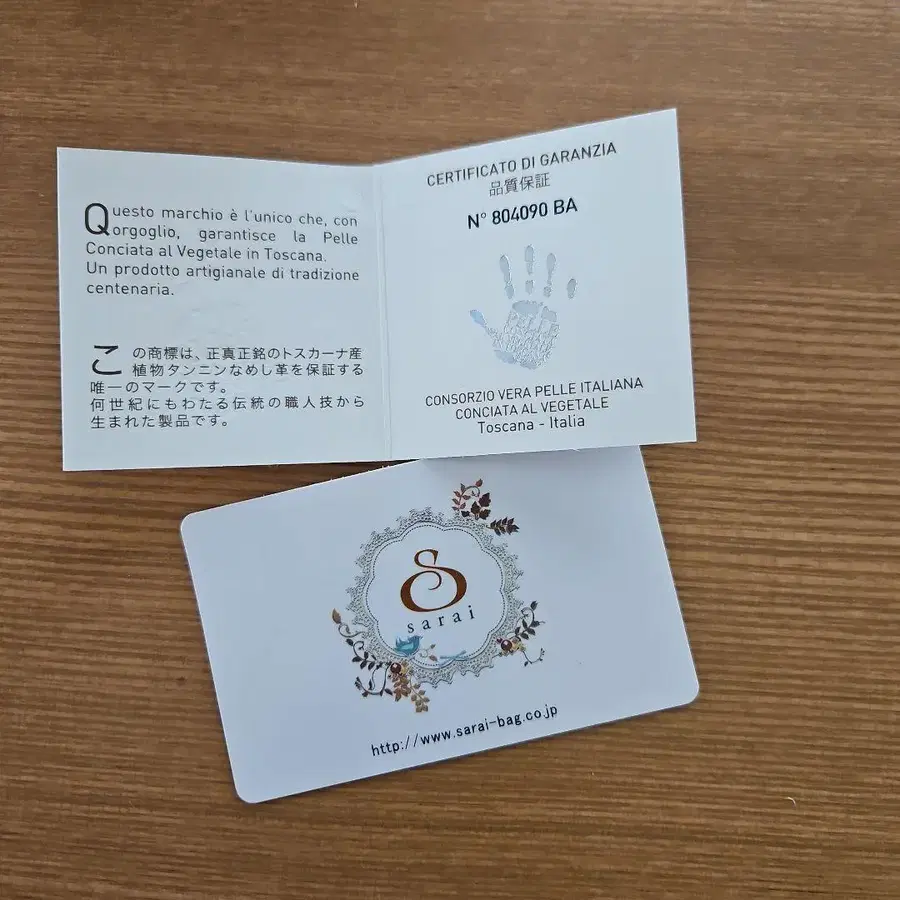 Questo marchio è l'unico che, con
orgoglio, garantisce la Pelle
Conciata al Vegetale in Toscana.
Un prodotto artigianale di tradizione
centenaria.
この商標は、正真正銘のトスカーナ産
植物タンニンなめし革を保証する
唯一のマークです。
何世紀にもわたる伝統の職人技から
生まれた製品です。
CERTIFICATO DI GARANZIA
品質保証
N° 804090 BA
CONSORZIO VERA PELLE ITALIANA
CONCIATA AL VEGETALE
Toscana - Italia
S
sarai
http://www.sarai-bag.co.jp